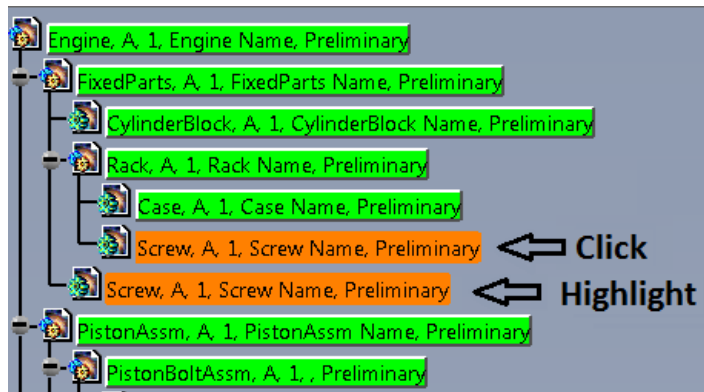 Engine, A, 1, Engine Name, Preliminary
FixedParts, A, 1, FixedParts Name, Preliminary
CylinderBlock, A, 1, CylinderBlock Name, Preliminary
Rack, A, 1, Rack Name, Preliminary
Case, A, 1, Case Name, Preliminary
Screw, A, 1, Screw Name, Preliminary Click
Screw, A, 1, Screw Name, Preliminary Highlight
PistonAssm, A, 1, PistonAssm Name, Preliminary
PistonBoltAssm, A, 1, , Preliminary